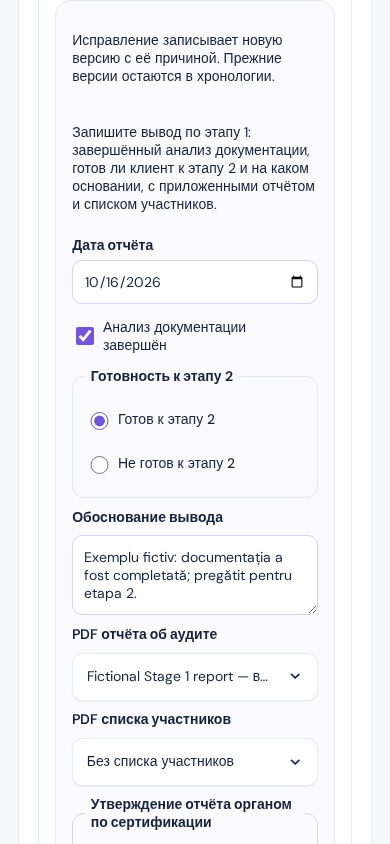 Исправление записывает новую
версию с её причиной. Прежние
версии остаются в хронологии.
Запишите вывод по этапу 1:
завершённый анализ документации,
готов ли клиент к этапу 2 и на каком
основании, с приложенными отчётом
и списком участников.
Дата отчёта
10/16/2026
Анализ документации
завершён
Готовность к этапу 2
Готов к этапу 2
Не готов к этапу 2
Обоснование вывода
Exemplu fictiv: documentația a
fost completată; pregătit pentru
etapa 2.
PDF отчёта об аудите
Fictional Stage 1 report — в...
PDF списка участников
Без списка участников
Утверждение отчёта органом
по сертификации